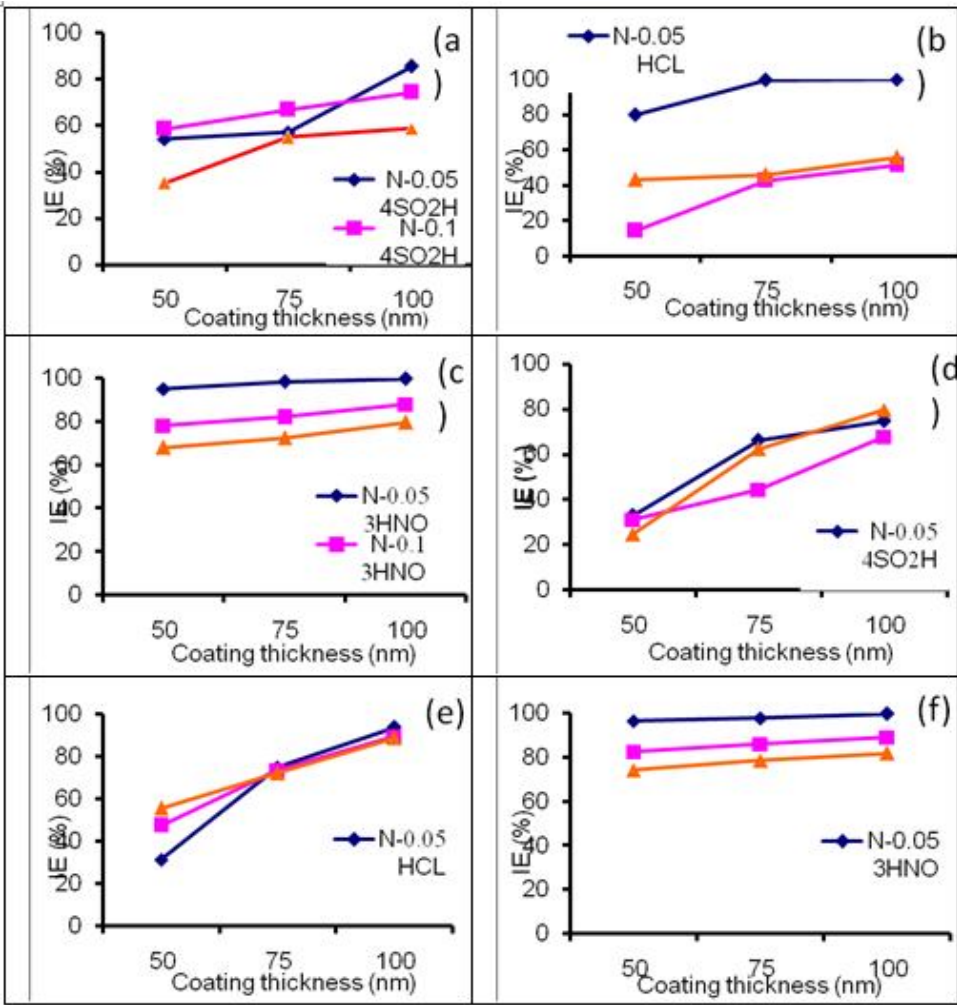 (a
)
100
80
60
40
20
0
IE (%)
N-0.05
4SO2H
N-0.1
4SO2H
50 75 100
Coating thickness (nm)
(b
)
N-0.05
HCL
100
80
60
40
20
0
IE (%)
50 75 100
Coating thickness (nm)
(c
)
100
80
60
40
20
0
IE (%)
N-0.05
3HNO
N-0.1
3HNO
50 75 100
Coating thickness (nm)
(d
)
100
80
60
40
20
0
IE (%)
N-0.05
4SO2H
50 75 100
Coating thickness (nm)
(e)
100
80
60
40
20
0
IE (%)
N-0.05
HCL
50 75 100
Coating thickness (nm)
(f)
100
80
60
40
20
0
IE (%)
N-0.05
3HNO
50 75 100
Coating thickness (nm)